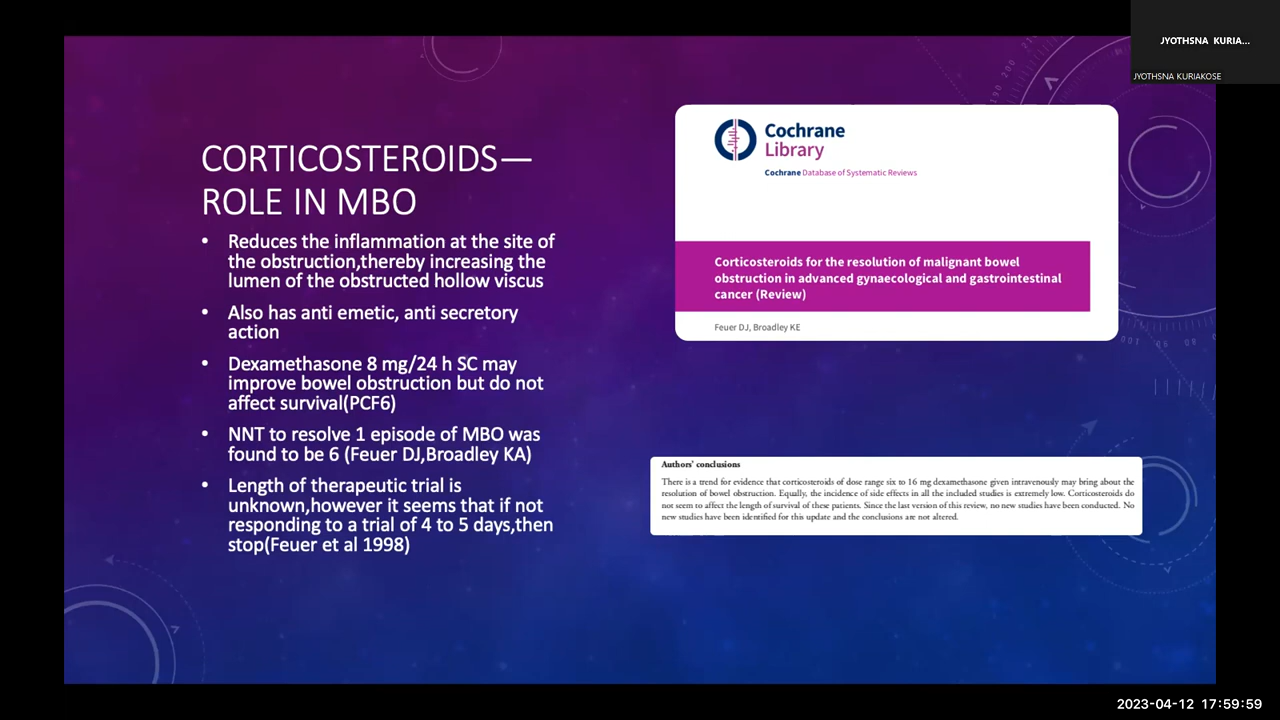 JYOTHSNA KURIA...
JYOTHSNA KURIAKOSE
CORTICOSTEROIDS—
ROLE IN MBO
• Reduces the inflammation at the site of
the obstruction,thereby increasing the
lumen of the obstructed hollow viscus
• Also has anti emetic, anti secretory
action
• Dexamethasone 8 mg/24 h SC may
improve bowel obstruction but do not
affect survival(PCF6)
• NNT to resolve 1 episode of MBO was
found to be 6 (Feuer DJ,Broadley KA)
• Length of therapeutic trial is
unknown,however it seems that if not
responding to a trial of 4 to 5 days,then
stop(Feuer et al 1998)
Cochrane
Library
Cochrane Database of Systematic Reviews
Corticosteroids for the resolution of malignant bowel
obstruction in advanced gynaecological and gastrointestinal
cancer (Review)
Feuer DJ, Broadley KE
Authors' conclusions
There is a trend for evidence that corticosteroids of dose range six to 16 mg dexamethasone given intravenously may bring about the
resolution of bowel obstruction. Equally, the incidence of side effects in all the included studies is extremely low. Corticosteroids do
not seem to affect the length of survival of these patients. Since the last version of this review, no new studies have been conducted. No
new studies have been identified for this update and the conclusions are not altered.
2023-04-12 17:59:59